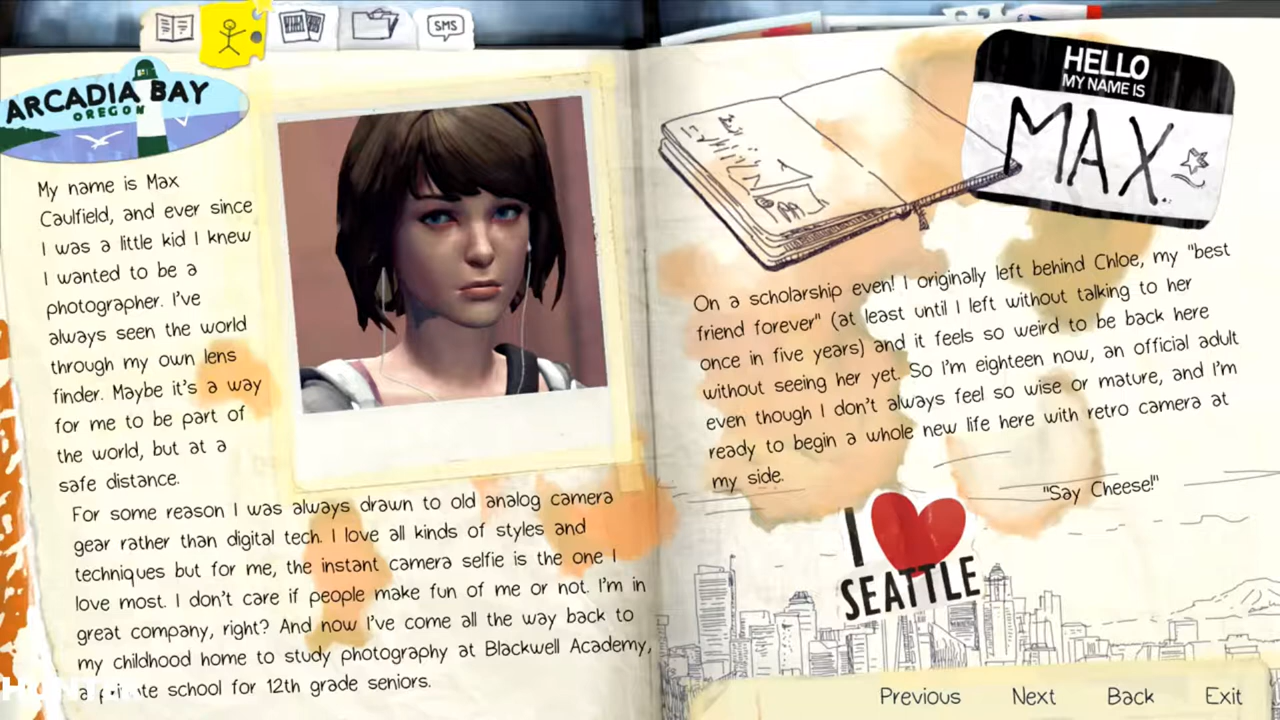 SMS
ARCADIA BAY
OREGON
My name is Max
Caulfield, and ever since
I was a little kid I knew
I wanted to be a
photographer. I've
always seen the world
through my own lens
finder. Maybe it's a way
for me to be part of
the world, but at a
safe distance.
For some reason I was always drawn to old analog camera
gear rather than digital tech. I love all kinds of styles and
techniques but for me, the instant camera selfie is the one I
love most. I don't care if people make fun of me or not. I'm in
great company, right? And now I've come all the way back to
my childhood home to study photography at Blackwell Academy,
a private school for 12th grade seniors.
HELLO
MY NAME IS
MAX.
On a scholarship even! I originally left behind Chloe, my "best
friend forever" (at least until I left without talking to her
once in five years) and it feels so weird to be back here
without seeing her yet. So I'm eighteen now, an official adult
even though I don't always feel so wise or mature, and I'm
ready to begin a whole new life here with retro camera at
my side.
"Say Cheese!"
I
SEATTLE
Previous Next Back Exit